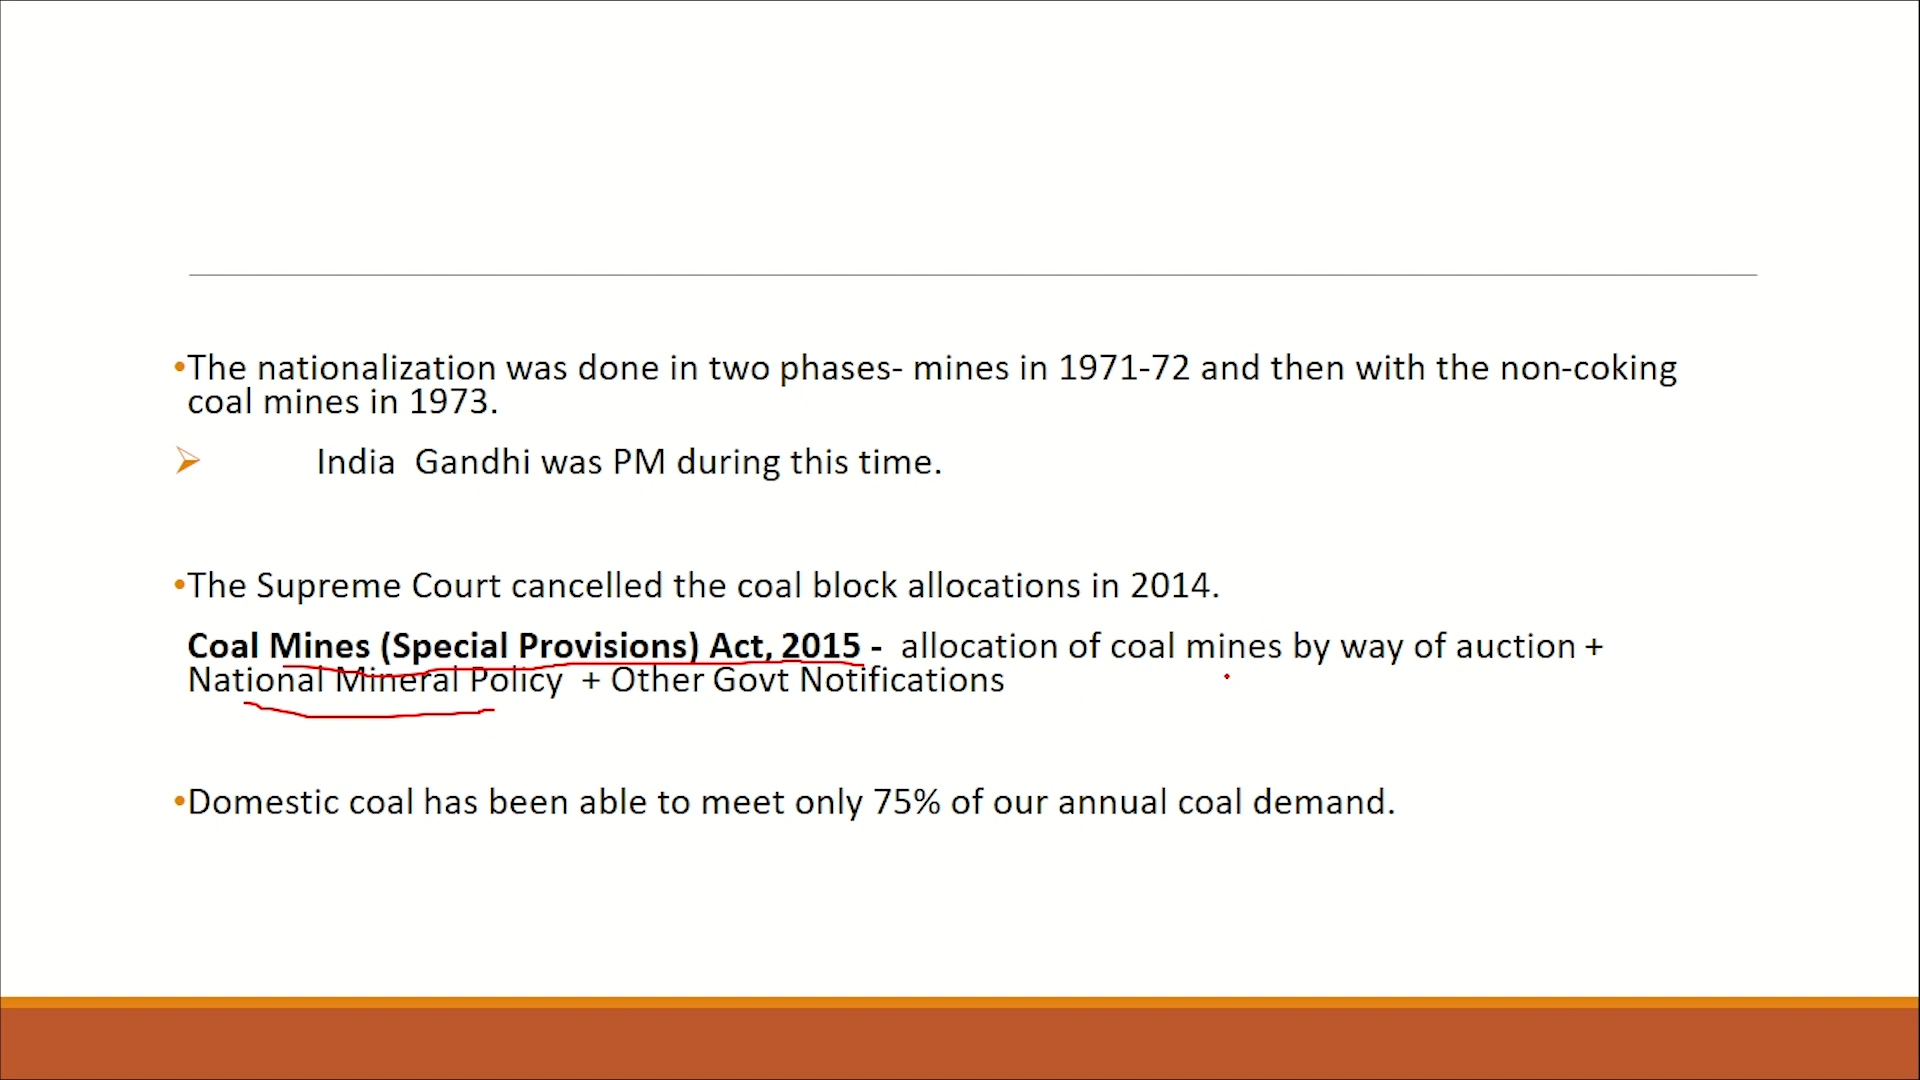 •The nationalization was done in two phases- mines in 1971-72 and then with the non-coking
coal mines in 1973.
➢ India  Gandhi was PM during this time.
•The Supreme Court cancelled the coal block allocations in 2014.
Coal Mines (Special Provisions) Act, 2015 -  allocation of coal mines by way of auction +
National Mineral Policy  + Other Govt Notifications
•Domestic coal has been able to meet only 75% of our annual coal demand.